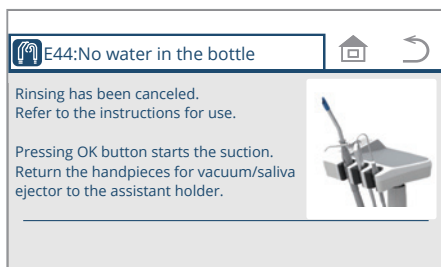 E44:No water in the bottle
Rinsing has been canceled.
Refer to the instructions for use.
Pressing OK button starts the suction.
Return the handpieces for vacuum/saliva
ejector to the assistant holder.